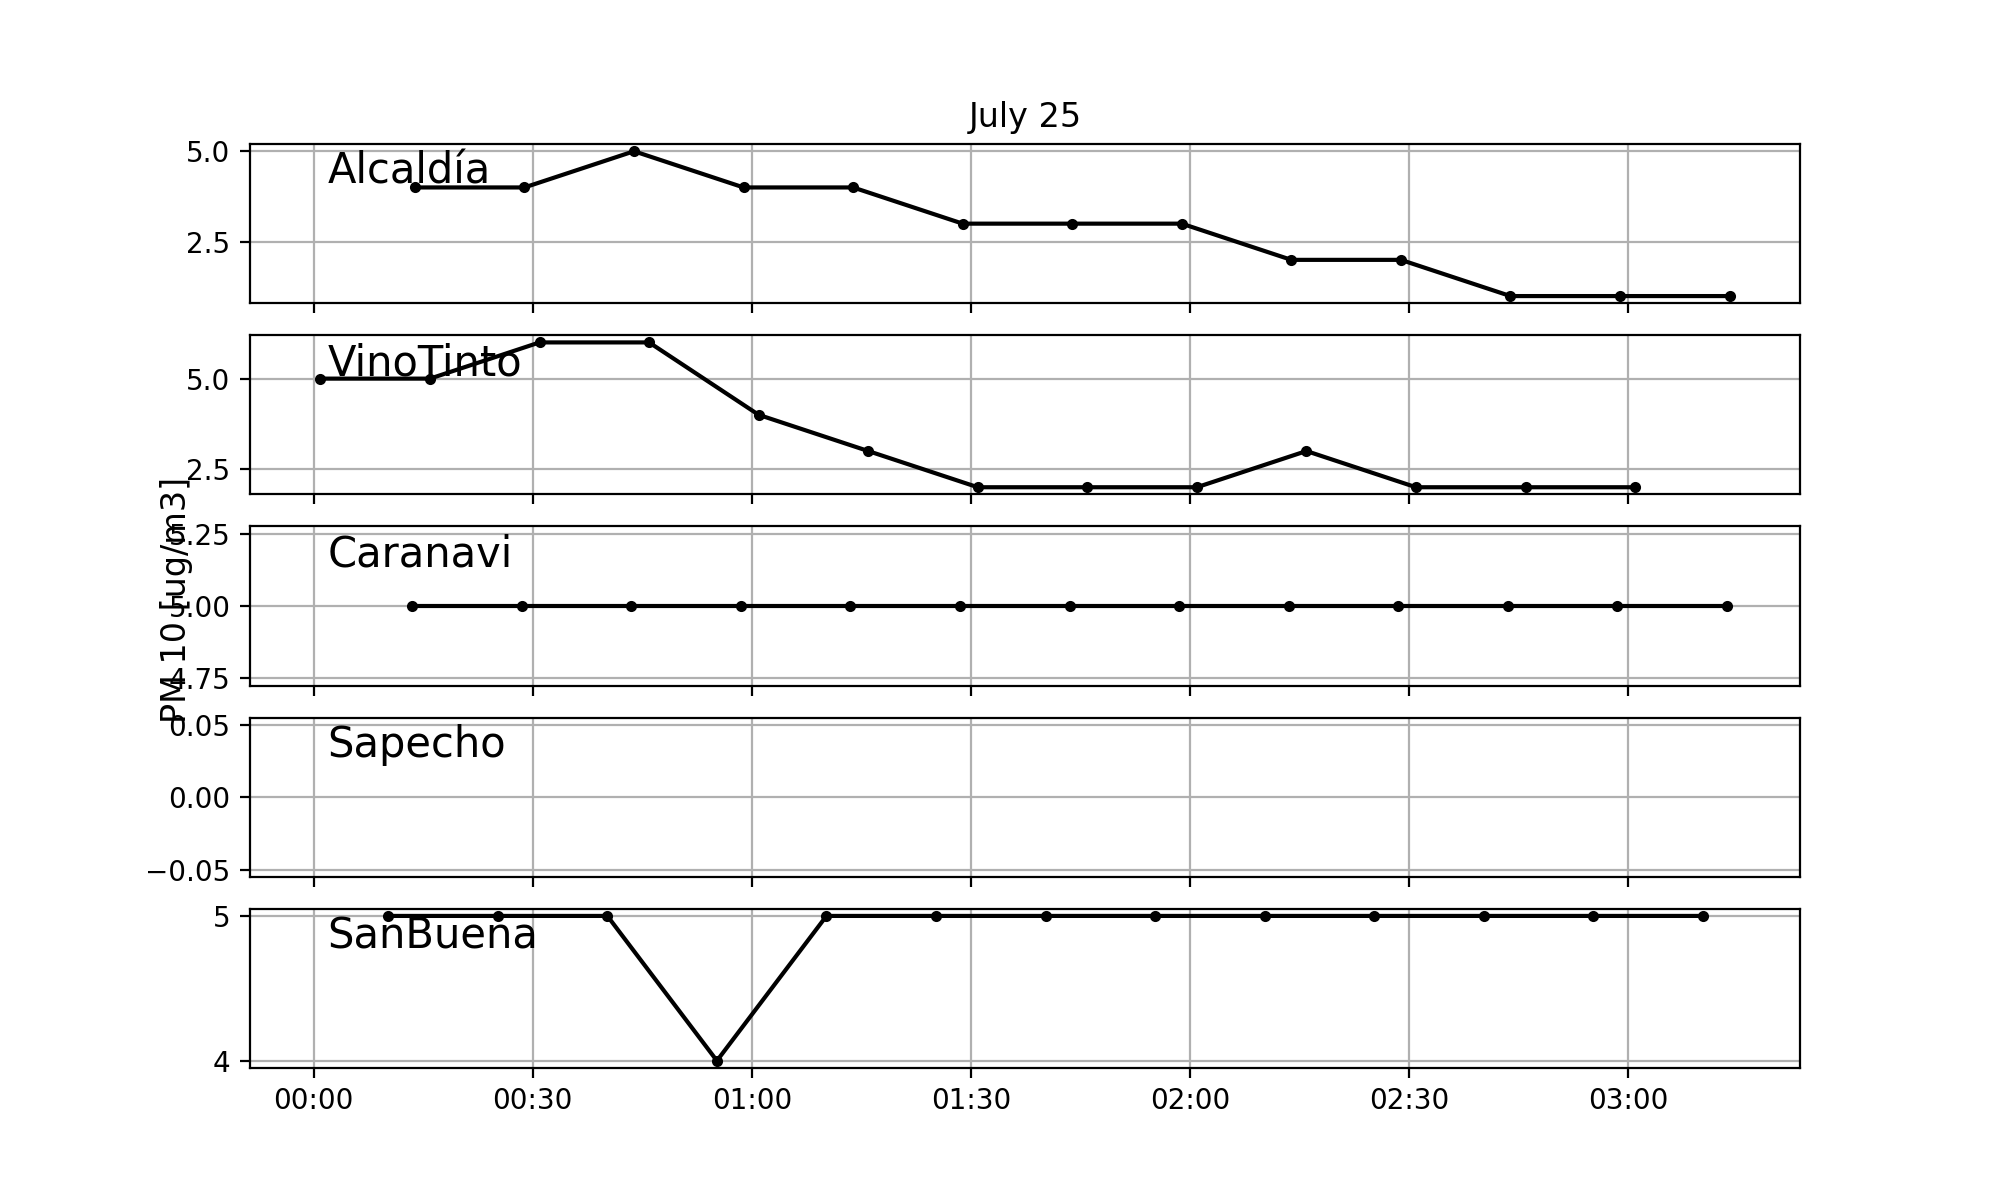 July 25
5.0
2.5
Alcaldía
5.0
2.5
VinoTinto
PM 10 [ug/m3]
5.25
5.00
4.75
Caranavi
0.05
0.00
−0.05
Sapecho
5
4
SanBuena
00:00 00:30 01:00 01:30 02:00 02:30 03:00